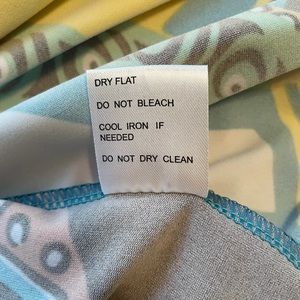 DRY FLAT
DO NOT BLEACH
COOL IRON IF
NEEDED
DO NOT DRY CLEAN